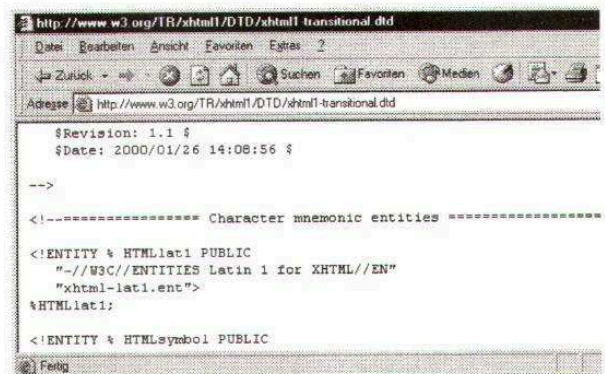 http://www.w3.org/TR/xhtml1/DTD/xhtml1-transitional.dtd
Datei Bearbeiten Ansicht Favoriten Extras ?
Zurück Suchen Favoriten Medien
Adresse http://www.w3.org/TR/xhtml1/DTD/xhtml1-transitional.dtd
$Revision: 1.1 $
$Date: 2000/01/26 14:08:56 $
-->
<!--================ Character mnemonic entities ==================
<!ENTITY % HTMLlat1 PUBLIC
"-//W3C//ENTITIES Latin 1 for XHTML//EN"
"xhtml-lat1.ent">
%HTMLlat1;
<!ENTITY % HTMLsymbol PUBLIC
Fertig